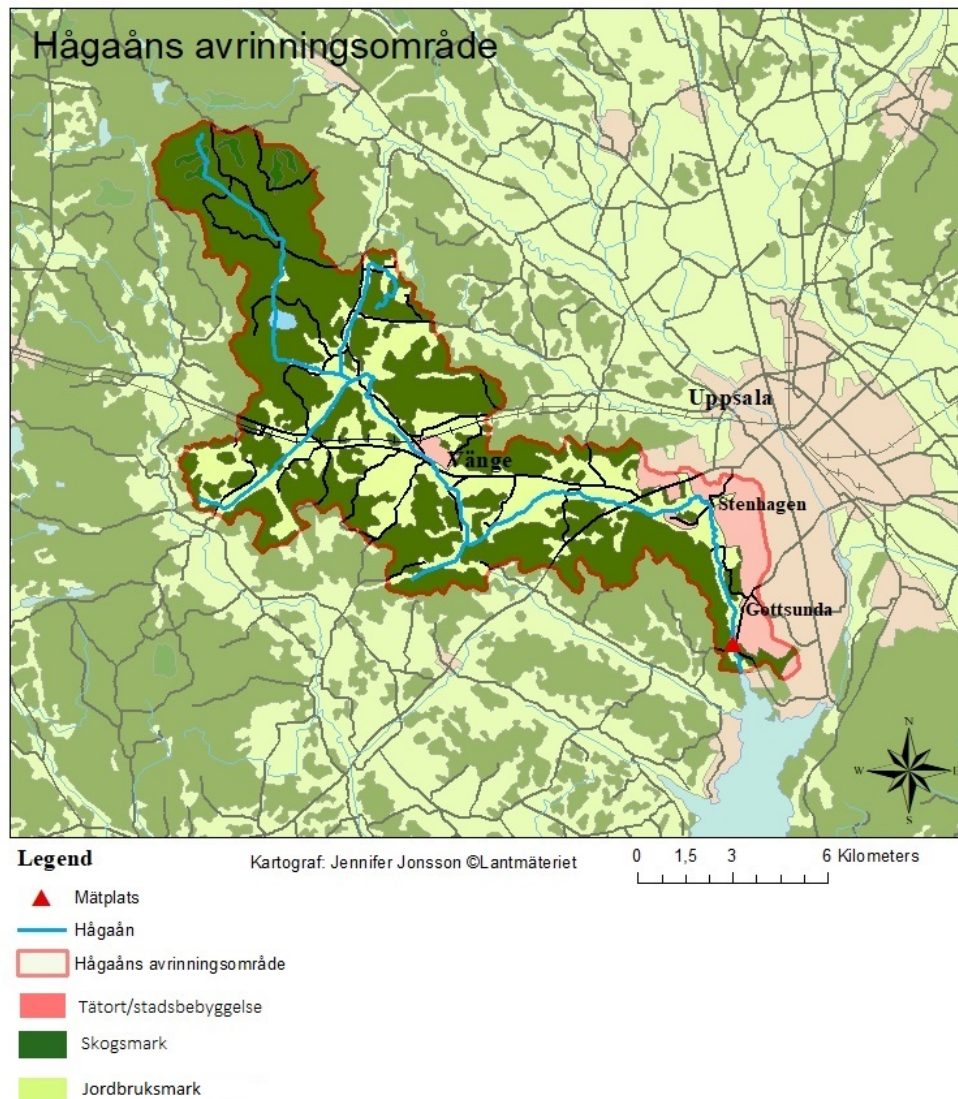 Hågaåns avrinningsområde
Uppsala
Vänge
Stenhagen
Gottsunda
N
W
E
S
Legend
Kartograf: Jennifer Jonsson ©Lantmäteriet
0 1,5 3 6 Kilometers
Mätplats
Hågaån
Hågaåns avrinningsområde
Tätort/stadsbebyggelse
Skogsmark
Jordbruksmark